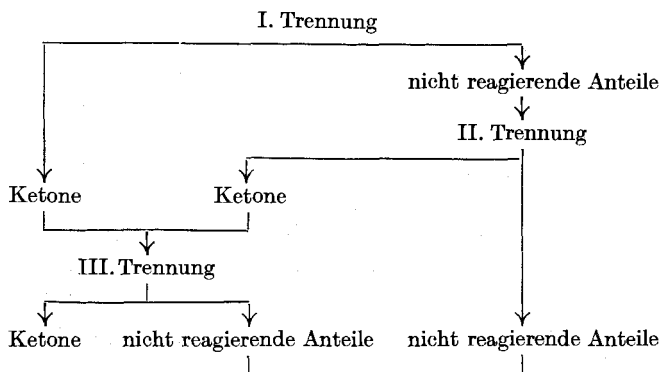 I. Trennung
nicht reagierende Anteile
II. Trennung
Ketone Ketone
III. Trennung
Ketone nicht reagierende Anteile nicht reagierende Anteile